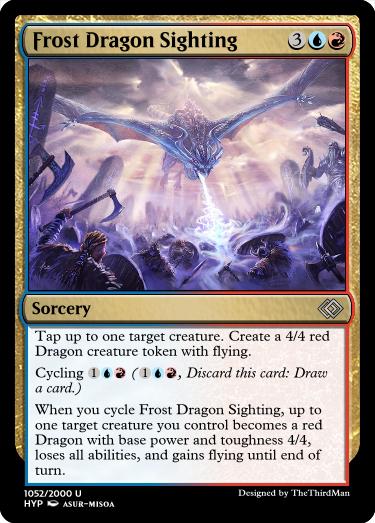 Frost Dragon Sighting 3
Sorcery
Tap up to one target creature. Create a 4/4 red
Dragon creature token with flying.
Cycling 1 (1, Discard this card: Draw
a card.)
When you cycle Frost Dragon Sighting, up to
one target creature you control becomes a red
Dragon with base power and toughness 4/4,
loses all abilities, and gains flying until end of
turn.
1052/2000 U Designed by TheThirdMan
HYP ASUR-MISOA